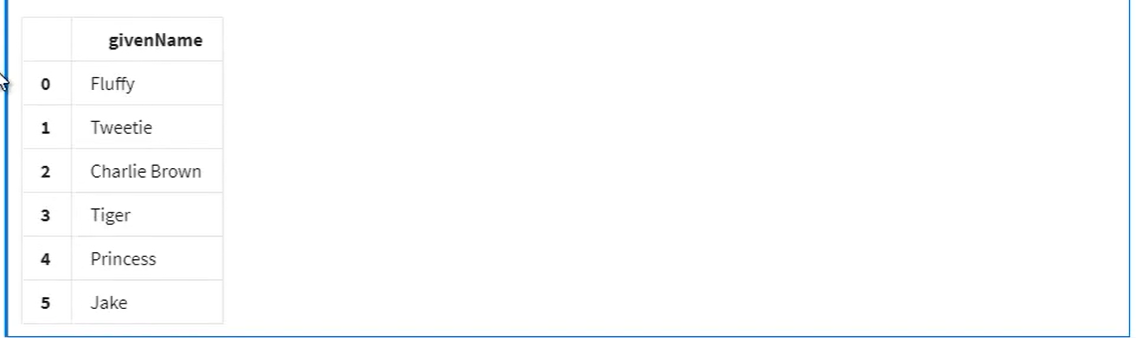 givenName
0 Fluffy
1 Tweetie
2 Charlie Brown
3 Tiger
4 Princess
5 Jake